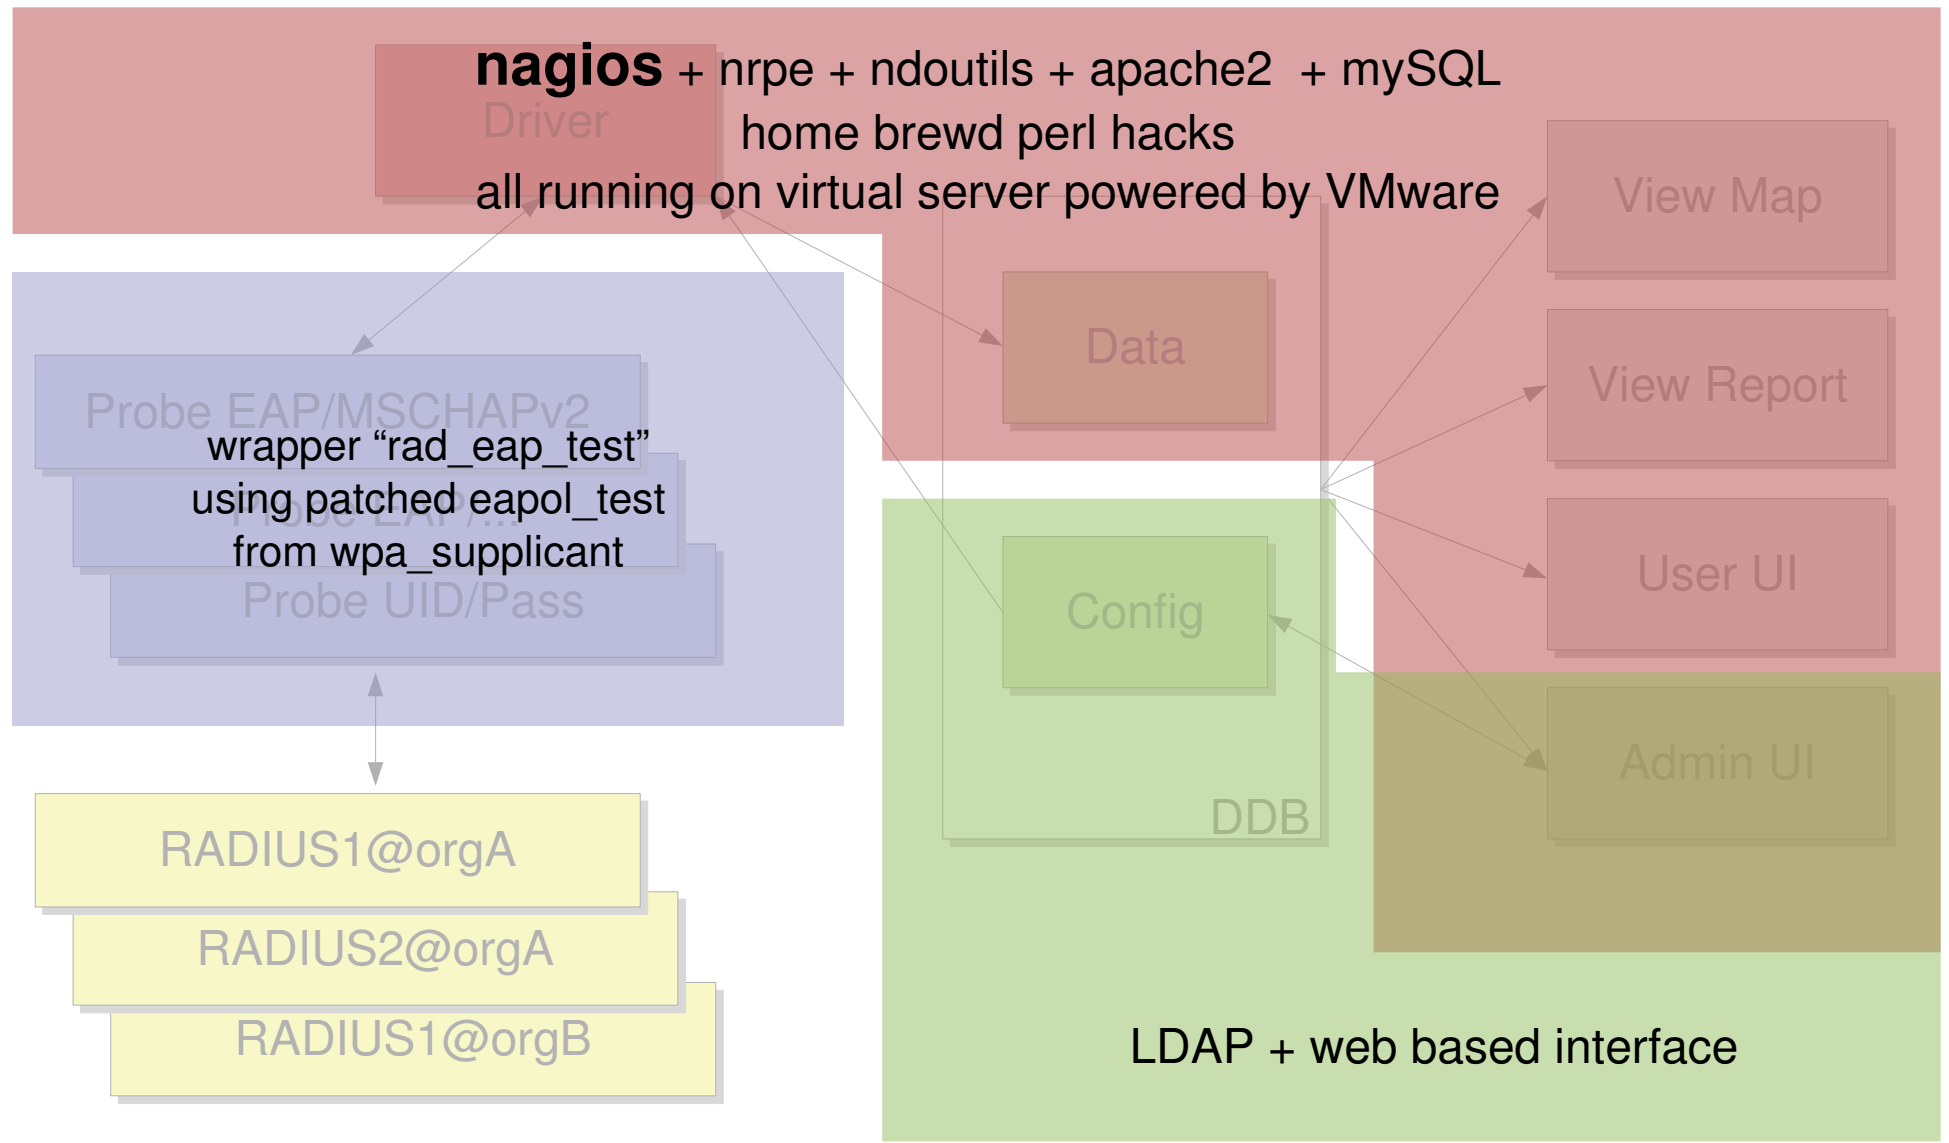 nagios + nrpe + ndoutils + apache2 + mySQL
Driver
home brewd perl hacks
all running on virtual server powered by VMware
View Map
Data
View Report
Probe EAP/MSCHAPv2
wrapper “rad_eap_test”
using patched eapol_test
Probe EAP/...
from wpa_supplicant
Probe UID/Pass
User UI
Config
Admin UI
DDB
RADIUS1@orgA
RADIUS2@orgA
RADIUS1@orgB
LDAP + web based interface